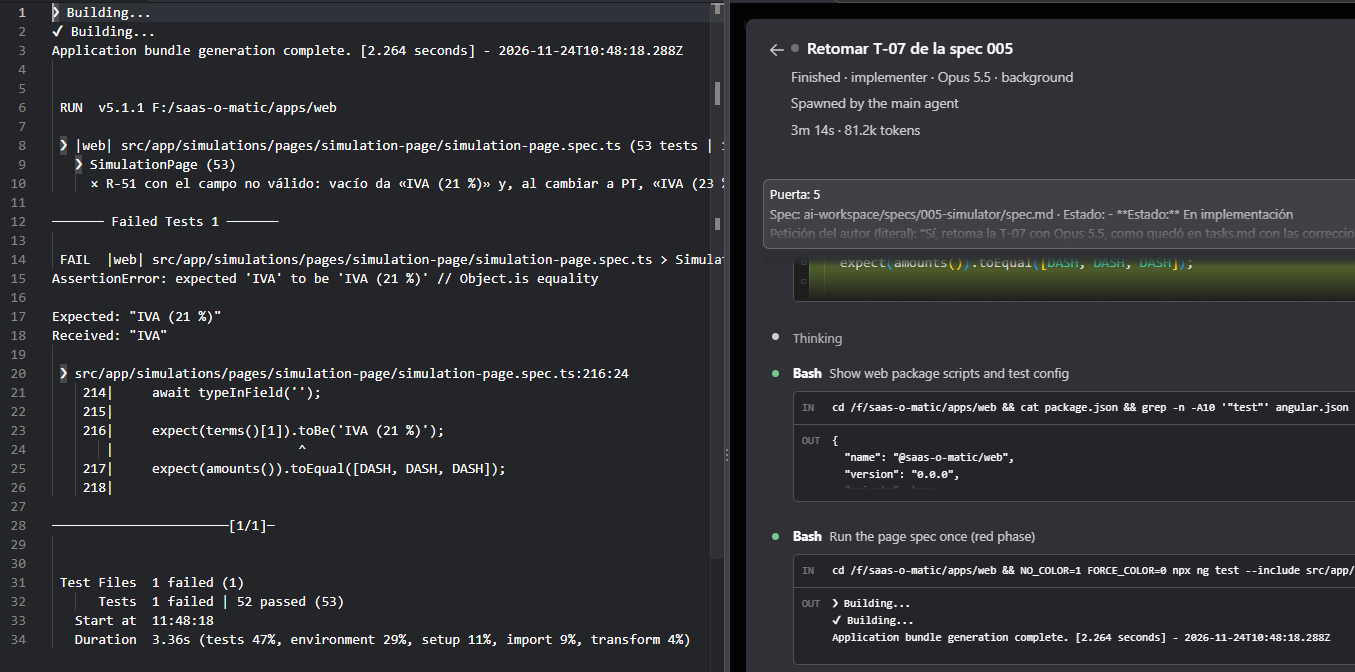 1 ❯ Building...
2 ✓ Building...
3 Application bundle generation complete. [2.264 seconds] - 2026-11-24T10:48:18.288Z
4
5
6 RUN  v5.1.1 F:/saas-o-matic/apps/web
7
8 ❯ |web| src/app/simulations/pages/simulation-page/simulation-page.spec.ts (53 tests |
9 ❯ SimulationPage (53)
10 × R-51 con el campo no válido: vacío da «IVA (21 %)» y, al cambiar a PT, «IVA (23
11
12 ─────── Failed Tests 1 ───────
13
14 FAIL  |web| src/app/simulations/pages/simulation-page/simulation-page.spec.ts >
15 AssertionError: expected 'IVA' to be 'IVA (21 %)' // Object.is equality
16
17 Expected: "IVA (21 %)"
18 Received: "IVA"
19
20 ❯ src/app/simulations/pages/simulation-page/simulation-page.spec.ts:216:24
21 214|     await typeInField('');
22 215|
23 216|     expect(terms()[1]).toBe('IVA (21 %)');
24 |                         ^
25 217|     expect(amounts()).toEqual([DASH, DASH, DASH]);
26 218|
27
28 ────────────────────────[1/1]─
29
30
31 Test Files  1 failed (1)
32 Tests  1 failed | 52 passed (53)
33 Start at  11:48:18
34 Duration  3.36s (tests 47%, environment 29%, setup 11%, import 9%, transform 4%)
← Retomar T-07 de la spec 005
Finished · implementer · Opus 5.5 · background
Spawned by the main agent
3m 14s · 81.2k tokens
Puerta: 5
Spec: ai-workspace/specs/005-simulator/spec.md · Estado: - **Estado:** En implementación
Petición del autor (literal): "Sí, retoma la T-07 con Opus 5.5, como quedó en tasks.md con las
expect(amounts()).toEqual([DASH, DASH, DASH]);
Thinking
Bash Show web package scripts and test config
IN cd /f/saas-o-matic/apps/web && cat package.json && grep -n -A10 '"test"' angular.json
OUT {
"name": "@saas-o-matic/web",
"version": "0.0.0",
Bash Run the page spec once (red phase)
IN cd /f/saas-o-matic/apps/web && NO_COLOR=1 FORCE_COLOR=0 npx ng test --include src/app/
OUT ❯ Building...
✓ Building...
Application bundle generation complete. [2.264 seconds] - 2026-11-24T10:48:18.288Z